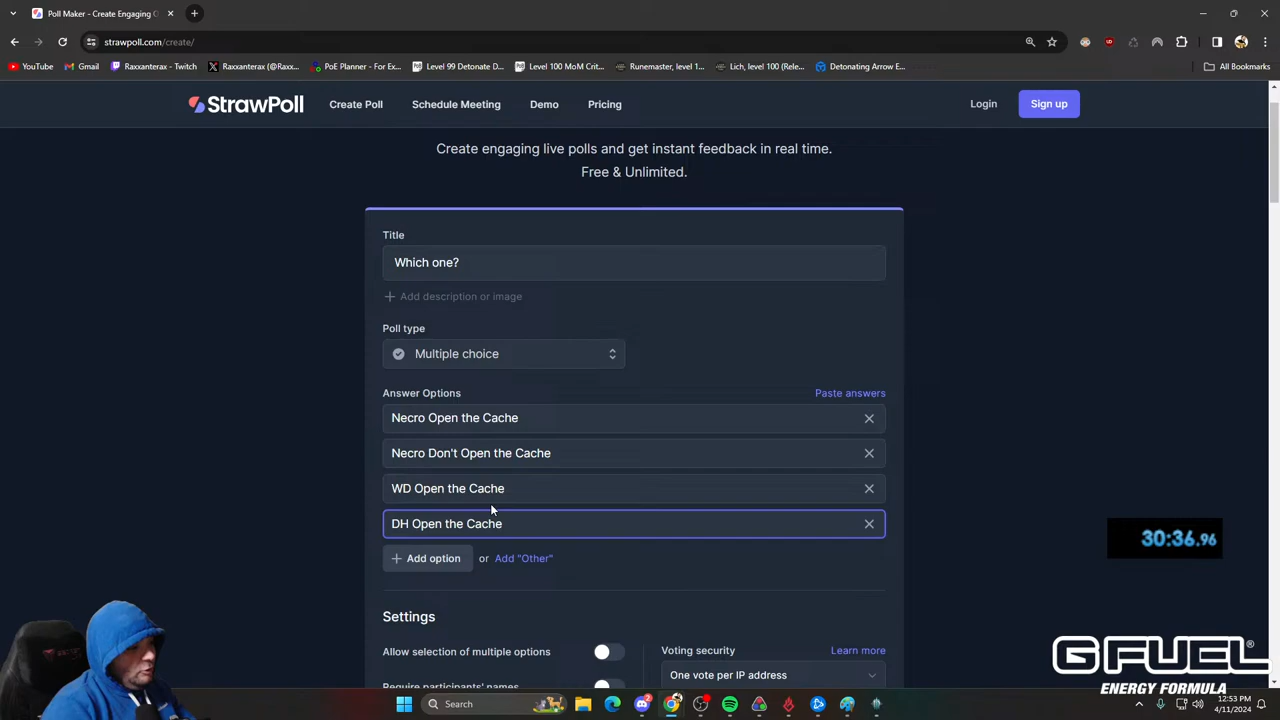 Poll Maker - Create Engaging
strawpoll.com/create/
YouTube
Gmail
Raxxanterax - Twitch
Raxxanterax (@Raxx...
PoE Planner - For Ex...
Level 99 Detonate D...
Level 100 MoM Crit...
Runemaster, level 1...
Lich, level 100 (Rele...
Detonating Arrow E...
All Bookmarks
StrawPoll
Create Poll
Schedule Meeting
Demo
Pricing
Login
Sign up
Create engaging live polls and get instant feedback in real time.
Free & Unlimited.
Title
Which one?
Add description or image
Poll type
Multiple choice
Answer Options
Paste answers
Necro Open the Cache
Necro Don't Open the Cache
WD Open the Cache
DH Open the Cache
Add option
or
Add "Other"
Settings
Allow selection of multiple options
Voting security
Learn more
Require participants' names
One vote per IP address
30:36.96
GFUEL®
ENERGY FORMULA
Search
2
12:53 PM
4/11/2024